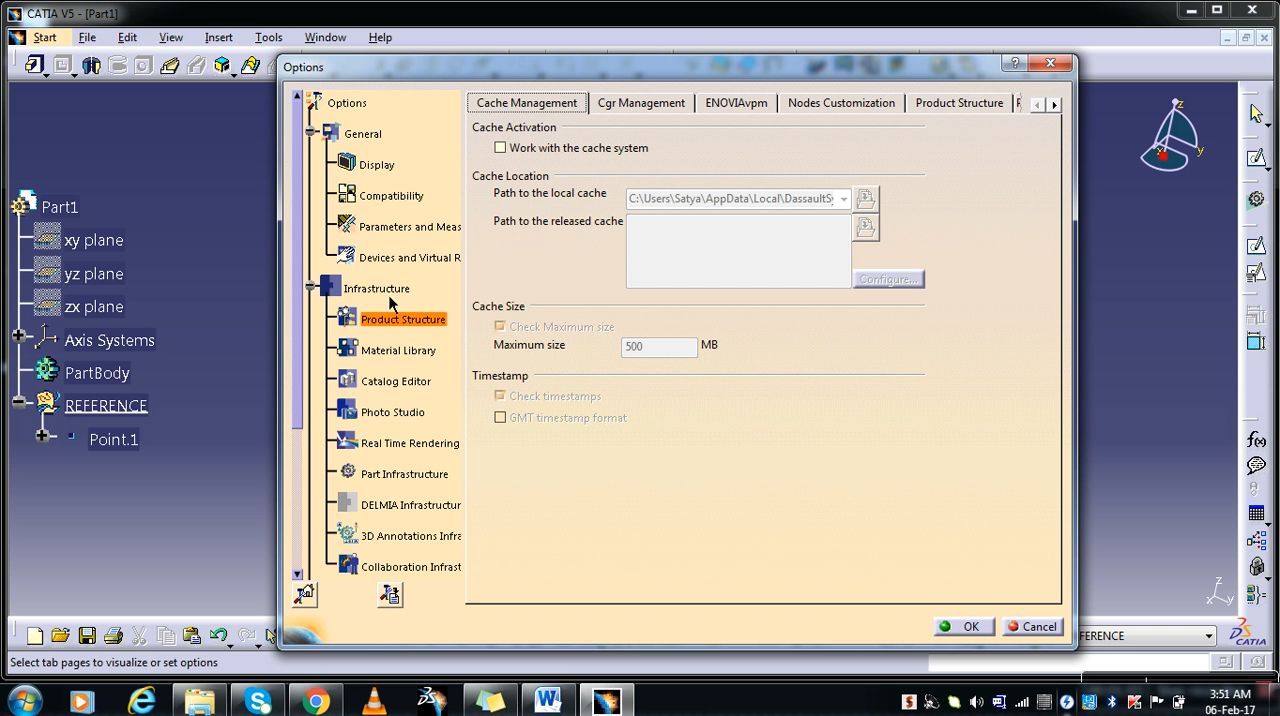 CATIA V5 - [Part1]
Start File Edit View Insert Tools Window Help
Options
Part1
xy plane
yz plane
zx plane
Axis Systems
PartBody
REFERENCE
Point.1
Options
General
Display
Compatibility
Parameters and Meas
Devices and Virtual R
Infrastructure
Product Structure
Material Library
Catalog Editor
Photo Studio
Real Time Rendering
Part Infrastructure
DELMIA Infrastructur
3D Annotations Infra
Collaboration Infrast
Cache Management Cgr Management ENOVIAvpm Nodes Customization Product Structure
Cache Activation
Work with the cache system
Cache Location
Path to the local cache C:\Users\Satya\AppData\Local\DassaultSy
Path to the released cache
Configure...
Cache Size
Check Maximum size
Maximum size 500 MB
Timestamp
Check timestamps
GMT timestamp format
OK Cancel
z
y
z
x y
f(x)
FERENCE
CATIA
Select tab pages to visualize or set options
3:51 AM
06-Feb-17